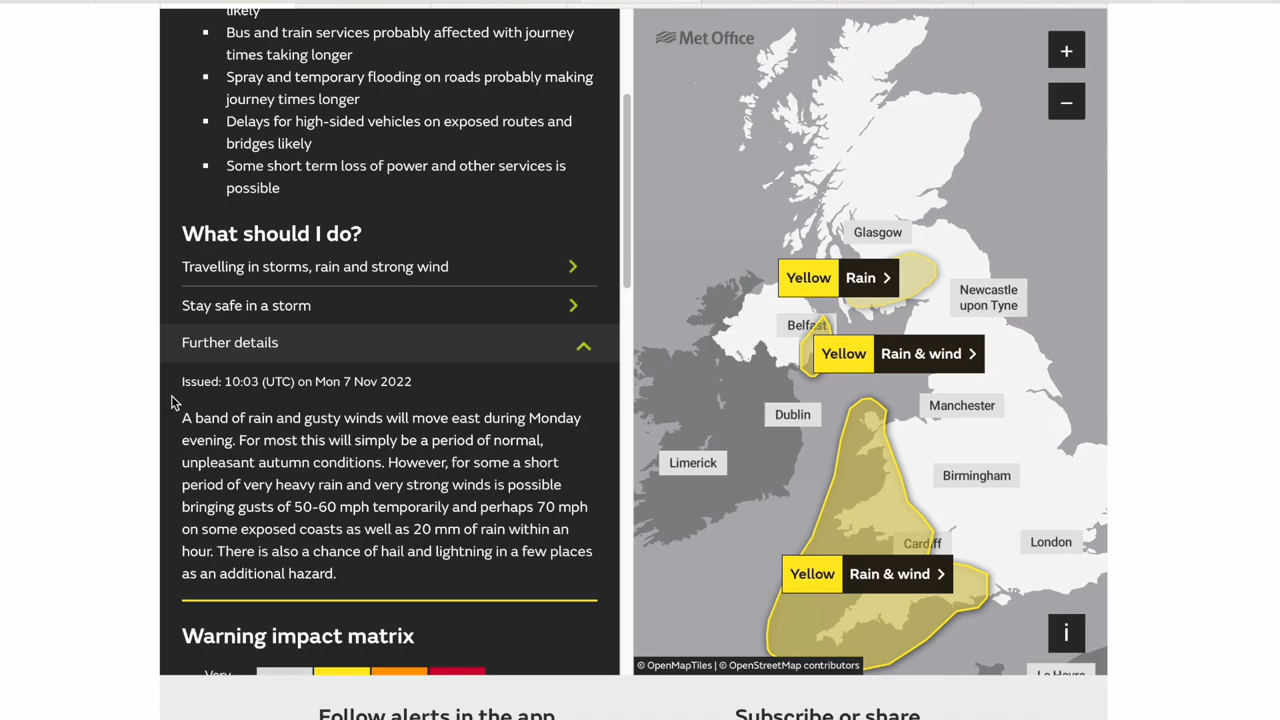 likely
Bus and train services probably affected with journey
times taking longer
Spray and temporary flooding on roads probably making
journey times longer
Delays for high-sided vehicles on exposed routes and
bridges likely
Some short term loss of power and other services is
possible
What should I do?
Travelling in storms, rain and strong wind
Stay safe in a storm
Further details
Issued: 10:03 (UTC) on Mon 7 Nov 2022
A band of rain and gusty winds will move east during Monday
evening. For most this will simply be a period of normal,
unpleasant autumn conditions. However, for some a short
period of very heavy rain and very strong winds is possible
bringing gusts of 50-60 mph temporarily and perhaps 70 mph
on some exposed coasts as well as 20 mm of rain within an
hour. There is also a chance of hail and lightning in a few places
as an additional hazard.
Warning impact matrix
Very
Met Office
+
−
Glasgow
Yellow Rain
Newcastle
upon Tyne
Belfast
Yellow Rain & wind
Manchester
Dublin
Limerick
Birmingham
Cardiff
London
Yellow Rain & wind
i
© OpenMapTiles | © OpenStreetMap contributors
Le Havre
Follow alerts in the app
Subscribe or share